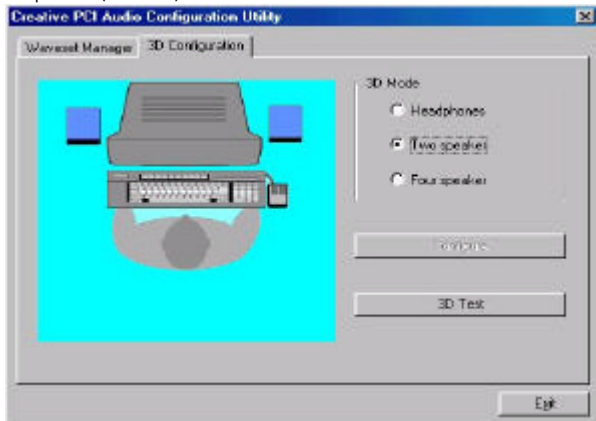 Creative PCI Audio Configuration Utility
Waveset Manager
3D Configuration
3D Mode
Headphones
Two speaker
Four speaker
Configure
3D Test
Exit